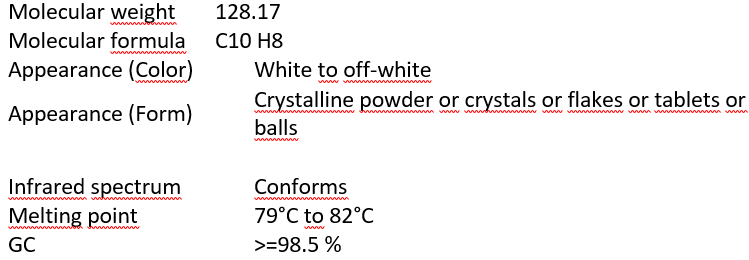 Molecular weight 128.17
Molecular formula C10 H8
Appearance (Color) White to off-white
Appearance (Form) Crystalline powder or crystals or flakes or tablets or
balls
Infrared spectrum Conforms
Melting point 79°C to 82°C
GC >=98.5 %